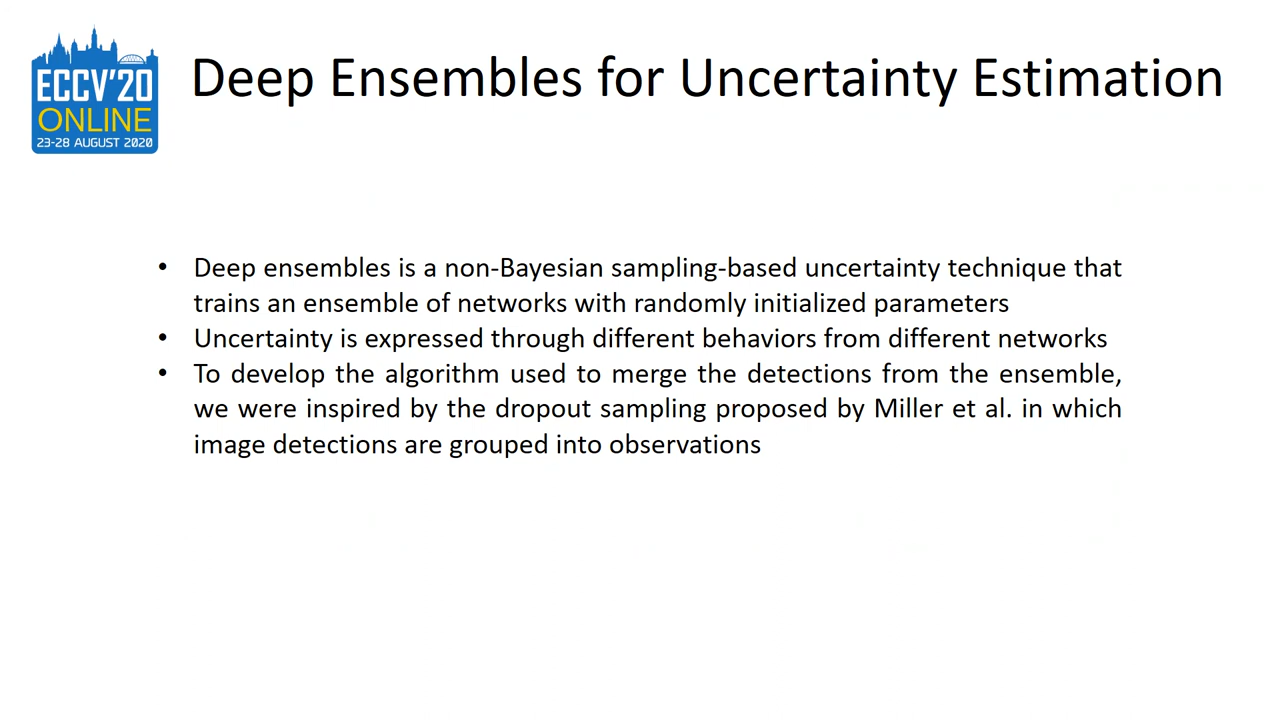 ECCV'20
ONLINE
23-28 AUGUST 2020
Deep Ensembles for Uncertainty Estimation
• Deep ensembles is a non-Bayesian sampling-based uncertainty technique that
trains an ensemble of networks with randomly initialized parameters
• Uncertainty is expressed through different behaviors from different networks
• To develop the algorithm used to merge the detections from the ensemble,
we were inspired by the dropout sampling proposed by Miller et al. in which
image detections are grouped into observations